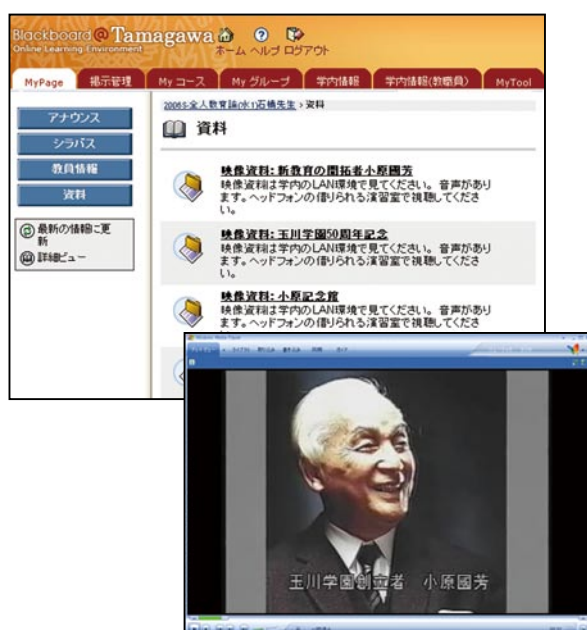 Blackboard@Tamagawa
Online Learning Environment
ホーム ヘルプ ログアウト
MyPage 掲示管理 My コース My グループ 学内情報 学内情報(教職員) MyTool
アナウンス
シラバス
教員情報
資料
最新の情報に更
新
詳細ビュー
2006S-全人教育論(水1)石橋先生 > 資料
資料
映像資料: 新教育の開拓者小原國芳
映像資料は学内のLAN環境で見てください。音声があり
ます。ヘッドフォンの借りられる演習室で視聴してくださ
い。
映像資料: 玉川学園50周年記念
映像資料は学内のLAN環境で見てください。音声があり
ます。ヘッドフォンの借りられる演習室で視聴してくださ
い。
映像資料: 小原記念館
映像資料は学内のLAN環境で見てください。音声があり
ます。ヘッドフォンの借りられる演習室で視聴してくださ
Windows Media Player
玉川学園創立者 小原國芳